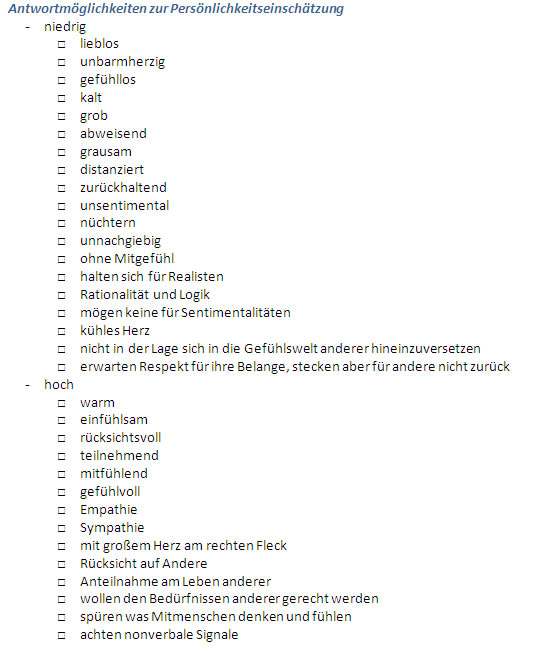 Antwortmöglichkeiten zur Persönlichkeitseinschätzung
- niedrig
□ lieblos
□ unbarmherzig
□ gefühllos
□ kalt
□ grob
□ abweisend
□ grausam
□ distanziert
□ zurückhaltend
□ unsentimental
□ nüchtern
□ unnachgiebig
□ ohne Mitgefühl
□ halten sich für Realisten
□ Rationalität und Logik
□ mögen keine für Sentimentalitäten
□ kühles Herz
□ nicht in der Lage sich in die Gefühlswelt anderer hineinzuversetzen
□ erwarten Respekt für ihre Belange, stecken aber für andere nicht zurück
- hoch
□ warm
□ einfühlsam
□ rücksichtsvoll
□ teilnehmend
□ mitfühlend
□ gefühlvoll
□ Empathie
□ Sympathie
□ mit großem Herz am rechten Fleck
□ Rücksicht auf Andere
□ Anteilnahme am Leben anderer
□ wollen den Bedürfnissen anderer gerecht werden
□ spüren was Mitmenschen denken und fühlen
□ achten nonverbale Signale